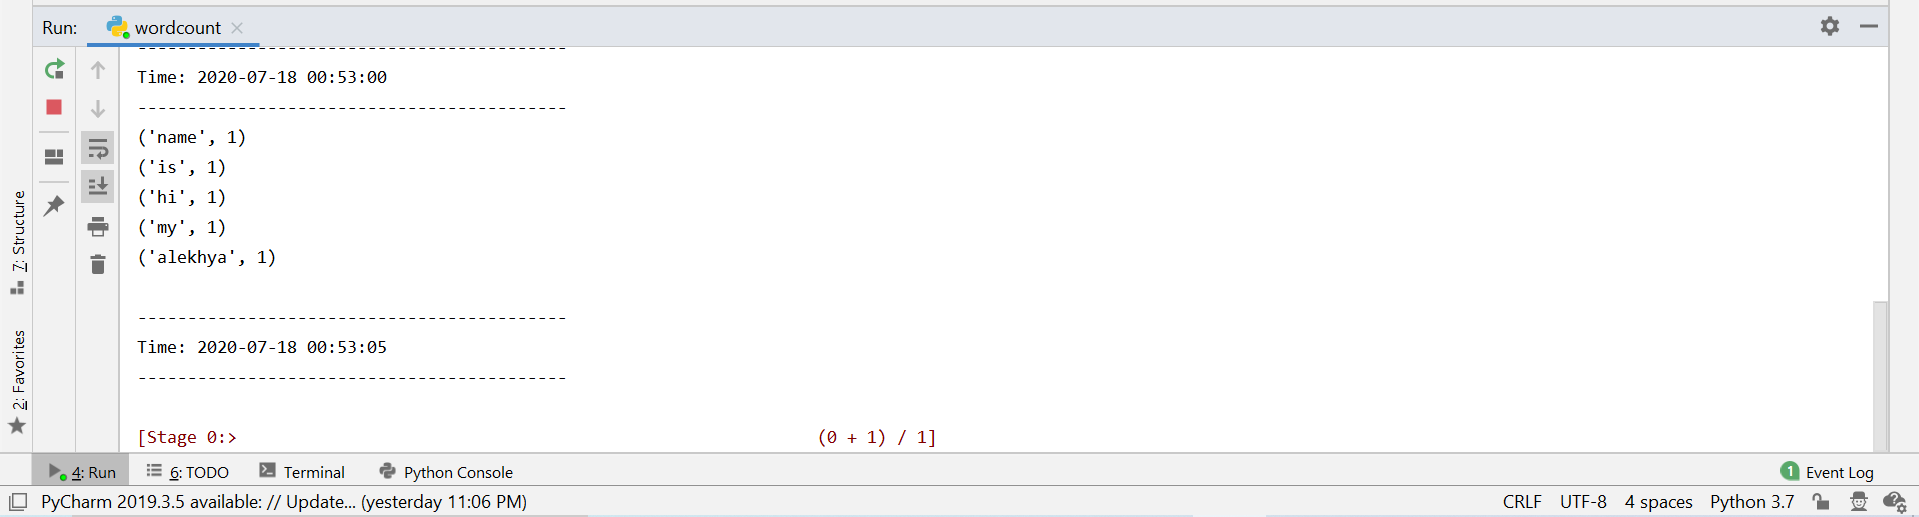 Run: wordcount
-------------------------------------------
Time: 2020-07-18 00:53:00
-------------------------------------------
('name', 1)
('is', 1)
('hi', 1)
('my', 1)
('alekhya', 1)
-------------------------------------------
Time: 2020-07-18 00:53:05
-------------------------------------------
[Stage 0:> (0 + 1) / 1]
7: Structure
2: Favorites
4: Run 6: TODO Terminal Python Console 1 Event Log
PyCharm 2019.3.5 available: // Update... (yesterday 11:06 PM) CRLF UTF-8 4 spaces Python 3.7